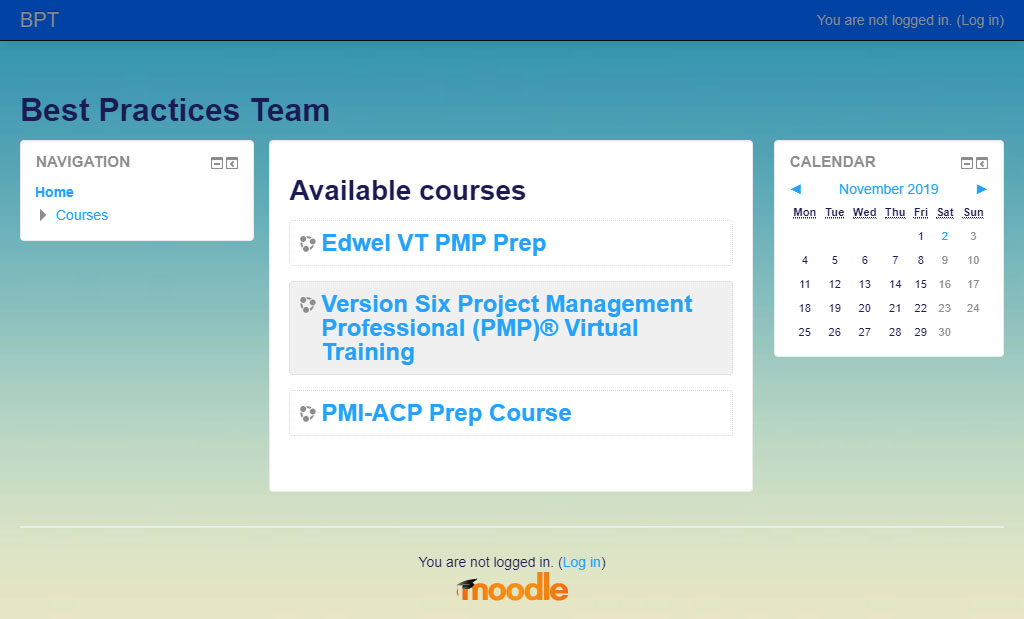 BPT
You are not logged in. (Log in)
Best Practices Team
NAVIGATION
Home
Courses
Available courses
Edwel VT PMP Prep
Version Six Project Management
Professional (PMP)® Virtual
Training
PMI-ACP Prep Course
CALENDAR
◄ November 2019 ►
Mon Tue Wed Thu Fri Sat Sun
1 2 3
4 5 6 7 8 9 10
11 12 13 14 15 16 17
18 19 20 21 22 23 24
25 26 27 28 29 30
You are not logged in. (Log in)
moodle